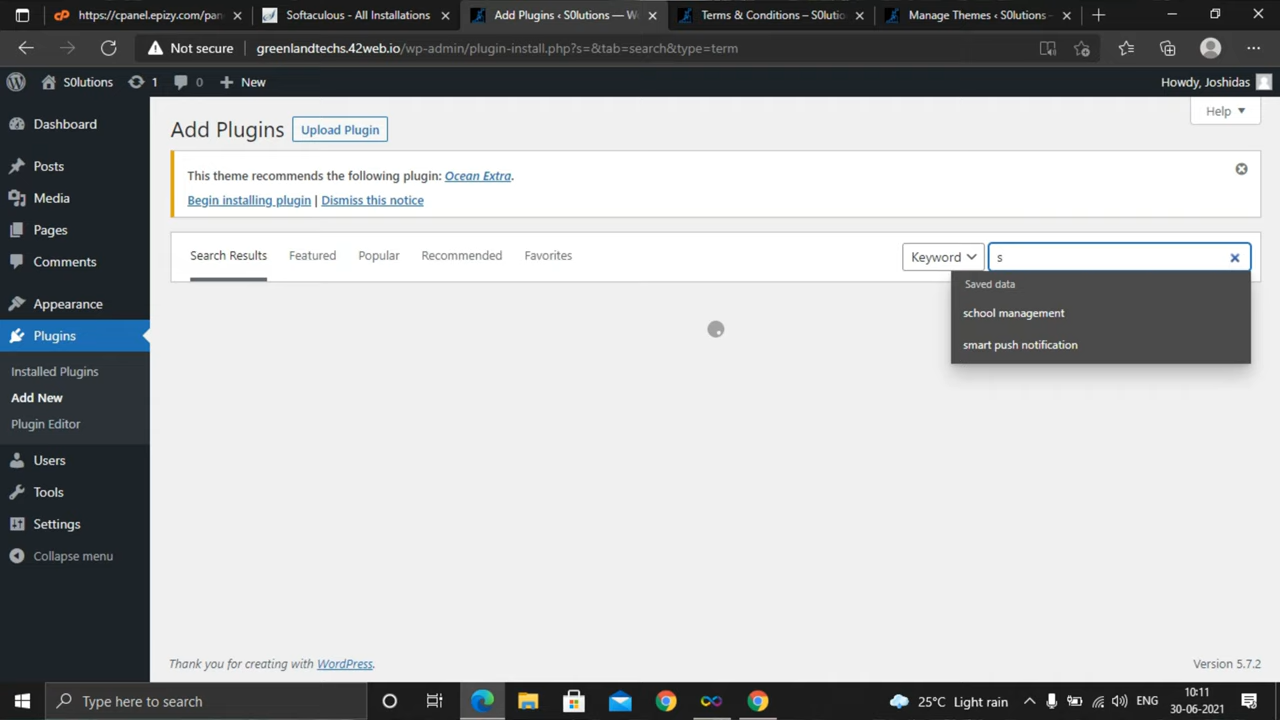 https://cpanel.epizy.com/pan
Softaculous - All Installations
Add Plugins ‹ S0lutions — Wo
Terms & Conditions – S0lutio
Manage Themes ‹ S0lutions –
Not secure
greenlandtechs.42web.io/wp-admin/plugin-install.php?s=&tab=search&type=term
S0lutions
1
0
New
Howdy, Joshidas
Help
Dashboard
Posts
Media
Pages
Comments
Appearance
Plugins
Installed Plugins
Add New
Plugin Editor
Users
Tools
Settings
Collapse menu
Add Plugins
Upload Plugin
This theme recommends the following plugin: Ocean Extra.
Begin installing plugin | Dismiss this notice
Search Results
Featured
Popular
Recommended
Favorites
Keyword
s
Saved data
school management
smart push notification
Thank you for creating with WordPress.
Version 5.7.2
Type here to search
25°C Light rain
ENG
10:11
30-06-2021